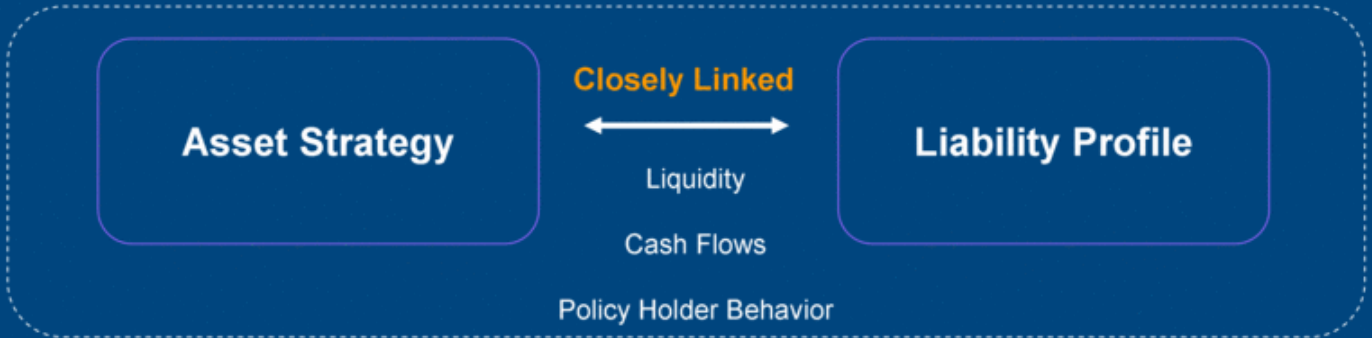 Asset Strategy
Closely Linked
Liquidity
Cash Flows
Policy Holder Behavior
Liability Profile